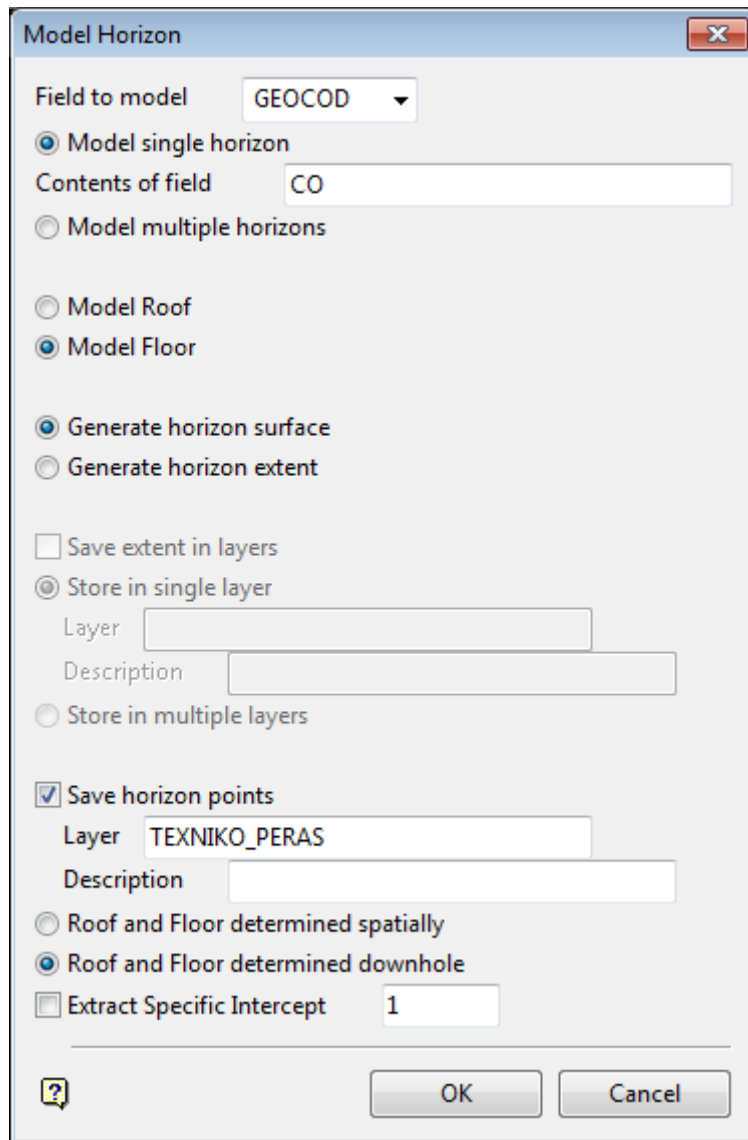 Model Horizon
Field to model GEOCOD
Model single horizon
Contents of field CO
Model multiple horizons
Model Roof
Model Floor
Generate horizon surface
Generate horizon extent
Save extent in layers
Store in single layer
Layer
Description
Store in multiple layers
Save horizon points
Layer TEXNIKO_PERAS
Description
Roof and Floor determined spatially
Roof and Floor determined downhole
Extract Specific Intercept 1
? OK Cancel